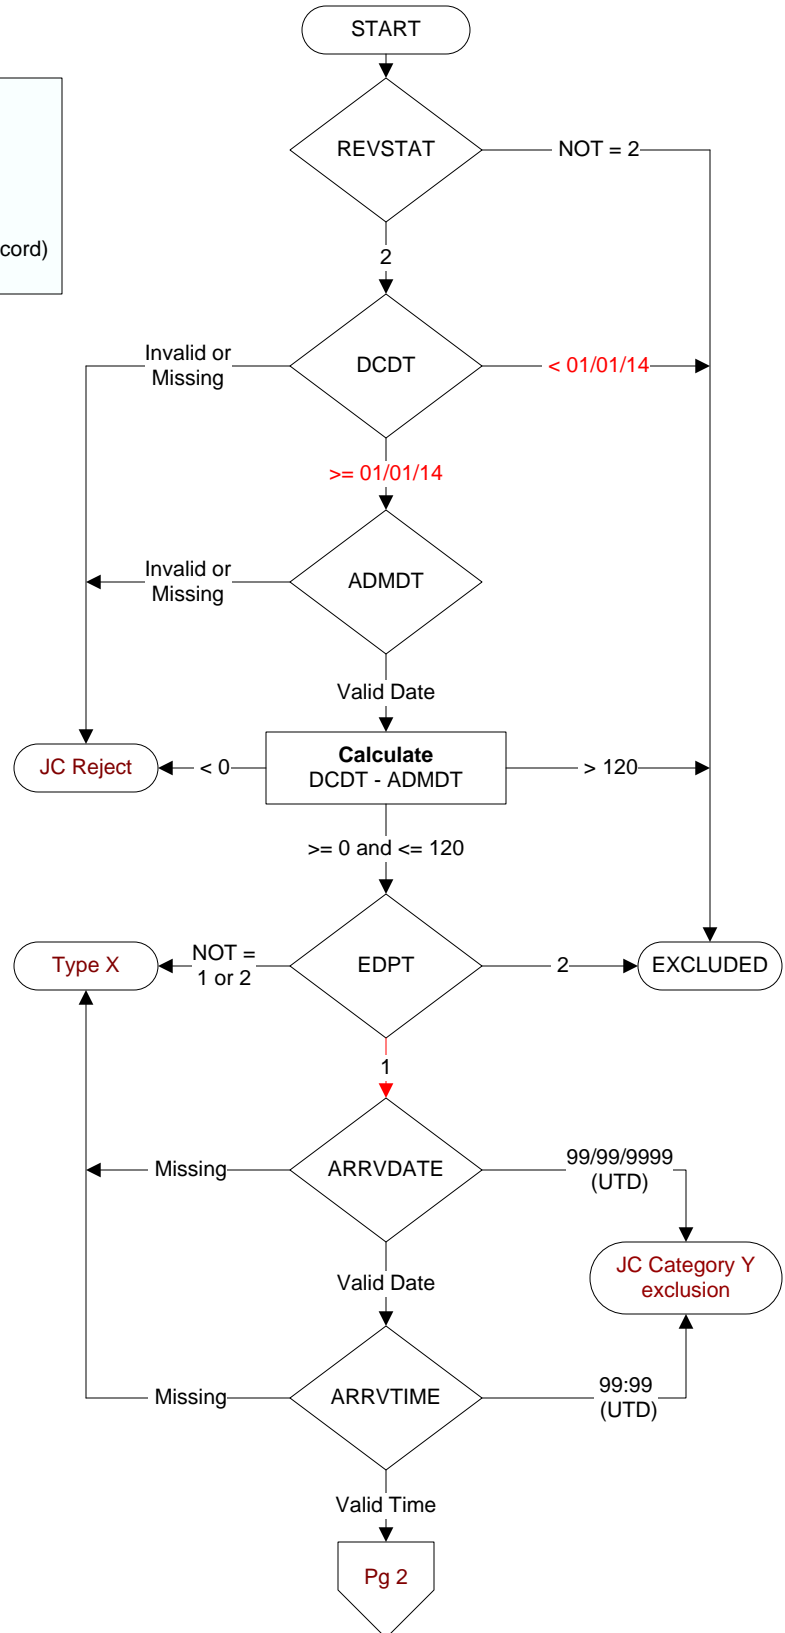 START
REVSTAT
NOT = 2
cord)
2
Invalid or
Missing
DCDT
< 01/01/14
>= 01/01/14
Invalid or
Missing
ADMDT
Valid Date
JC Reject
< 0
Calculate
DCDT - ADMDT
> 120
>= 0 and <= 120
Type X
NOT =
1 or 2
EDPT
2
EXCLUDED
1
Missing
ARRVDATE
99/99/9999
(UTD)
JC Category Y
exclusion
Valid Date
Missing
ARRVTIME
99:99
(UTD)
Valid Time
Pg 2